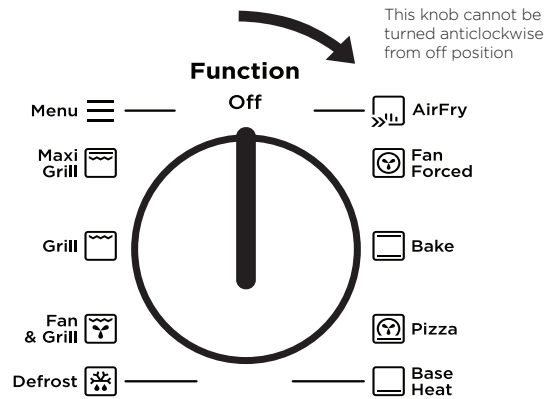 This knob cannot be
turned anticlockwise
from off position
Function
Off
Menu
AirFry
Maxi
Grill
Fan
Forced
Grill
Bake
Fan
& Grill
Pizza
Defrost
Base
Heat